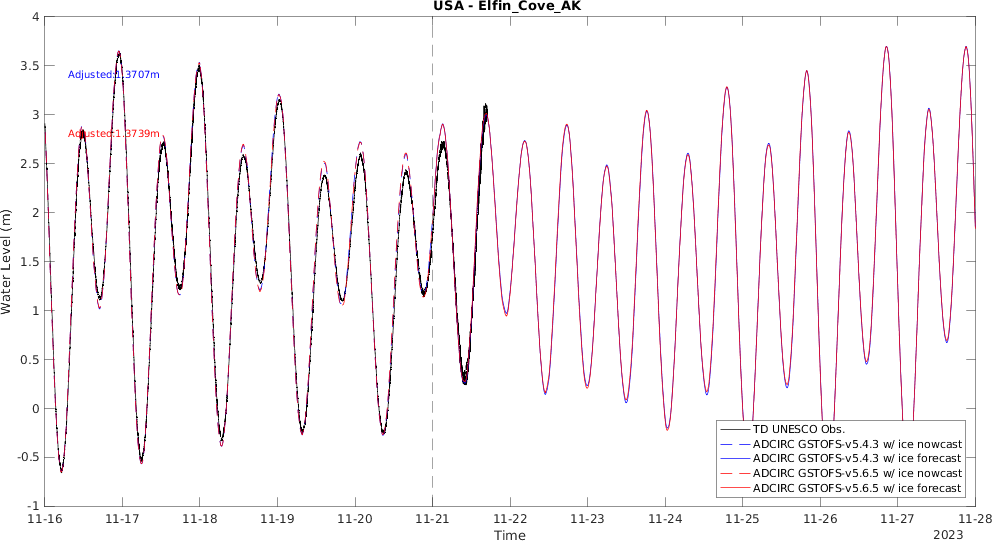 USA - Elfin_Cove_AK
Water Level (m)
4
3.5
3
2.5
2
1.5
1
0.5
0
-0.5
-1
Adjusted:1.3707m
Adjusted:1.3739m
TD UNESCO Obs.
ADCIRC GSTOFS-v5.4.3 w/ ice nowcast
ADCIRC GSTOFS-v5.4.3 w/ ice forecast
ADCIRC GSTOFS-v5.6.5 w/ ice nowcast
ADCIRC GSTOFS-v5.6.5 w/ ice forecast
11-16 11-17 11-18 11-19 11-20 11-21 11-22 11-23 11-24 11-25 11-26 11-27 11-28
Time
2023